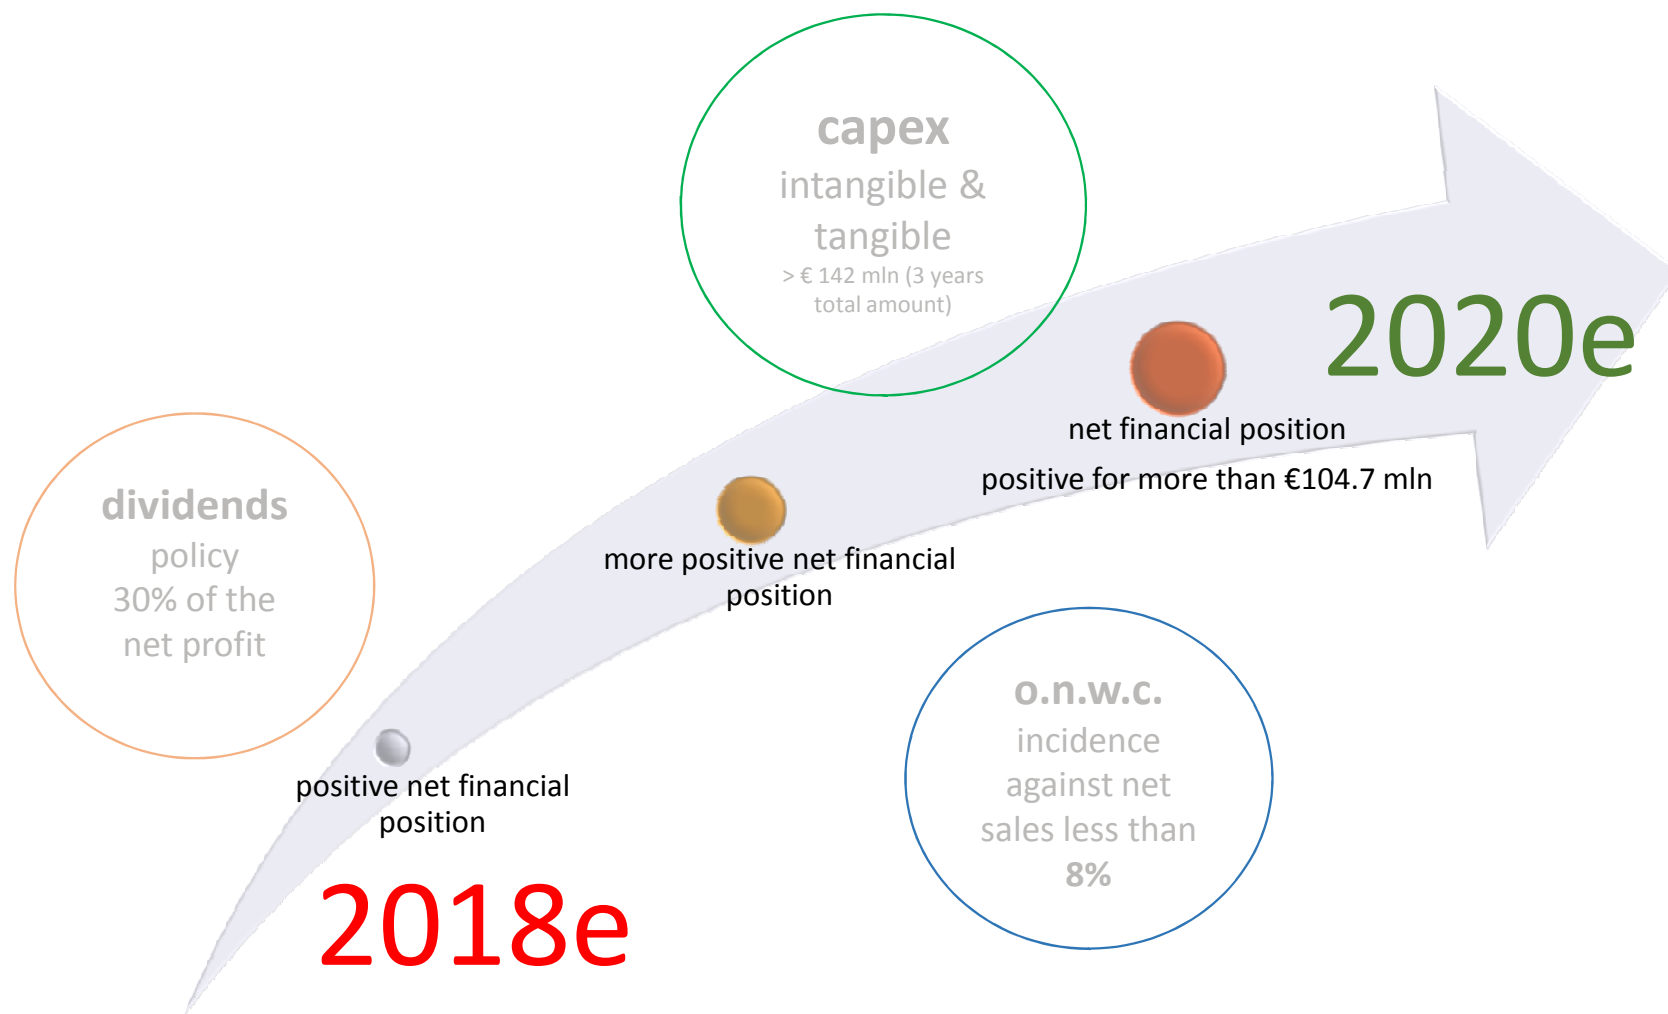 capex
intangible &
tangible
> € 142 mln (3 years
total amount)
2020e
net financial position
positive for more than €104.7 mln
dividends
policy
30% of the
net profit
more positive net financial
position
o.n.w.c.
incidence
against net
sales less than
8%
positive net financial
position
2018e